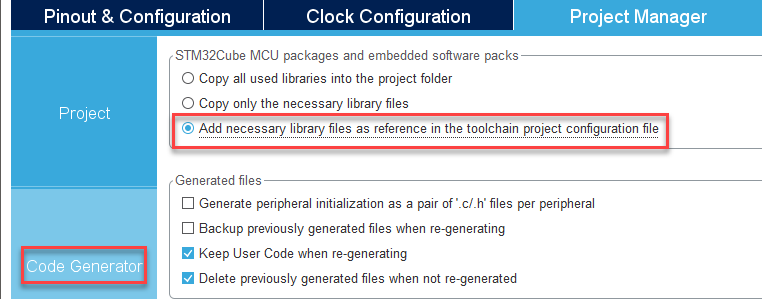 Pinout & Configuration
Clock Configuration
Project Manager
Project
Code Generator
STM32Cube MCU packages and embedded software packs
Copy all used libraries into the project folder
Copy only the necessary library files
Add necessary library files as reference in the toolchain project configuration file
Generated files
Generate peripheral initialization as a pair of '.c/.h' files per peripheral
Backup previously generated files when re-generating
Keep User Code when re-generating
Delete previously generated files when not re-generated